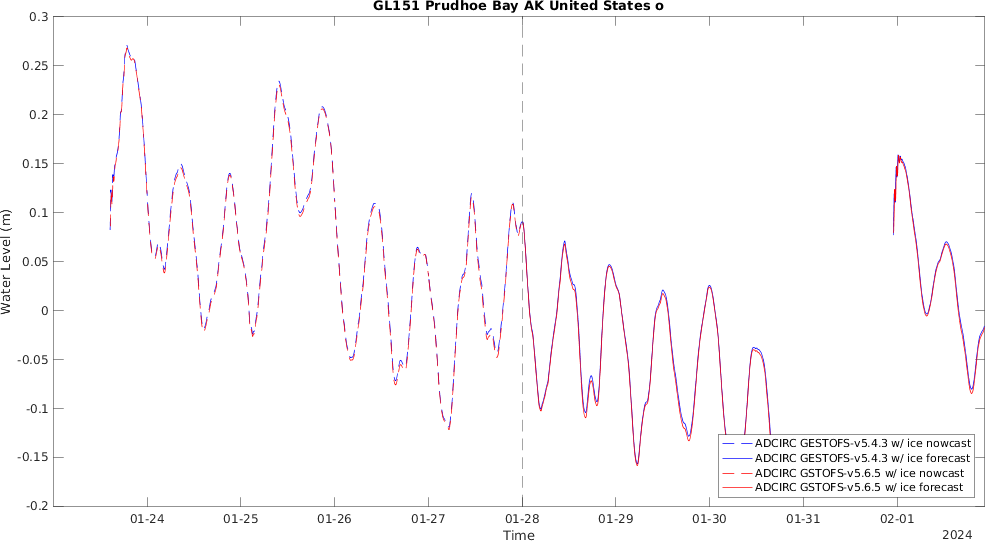 GL151 Prudhoe Bay AK United States o
0.3
0.25
0.2
0.15
0.1
0.05
0
-0.05
-0.1
-0.15
-0.2
Water Level (m)
ADCIRC GESTOFS-v5.4.3 w/ ice nowcast
ADCIRC GESTOFS-v5.4.3 w/ ice forecast
ADCIRC GSTOFS-v5.6.5 w/ ice nowcast
ADCIRC GSTOFS-v5.6.5 w/ ice forecast
01-24 01-25 01-26 01-27 01-28 01-29 01-30 01-31 02-01
Time
2024